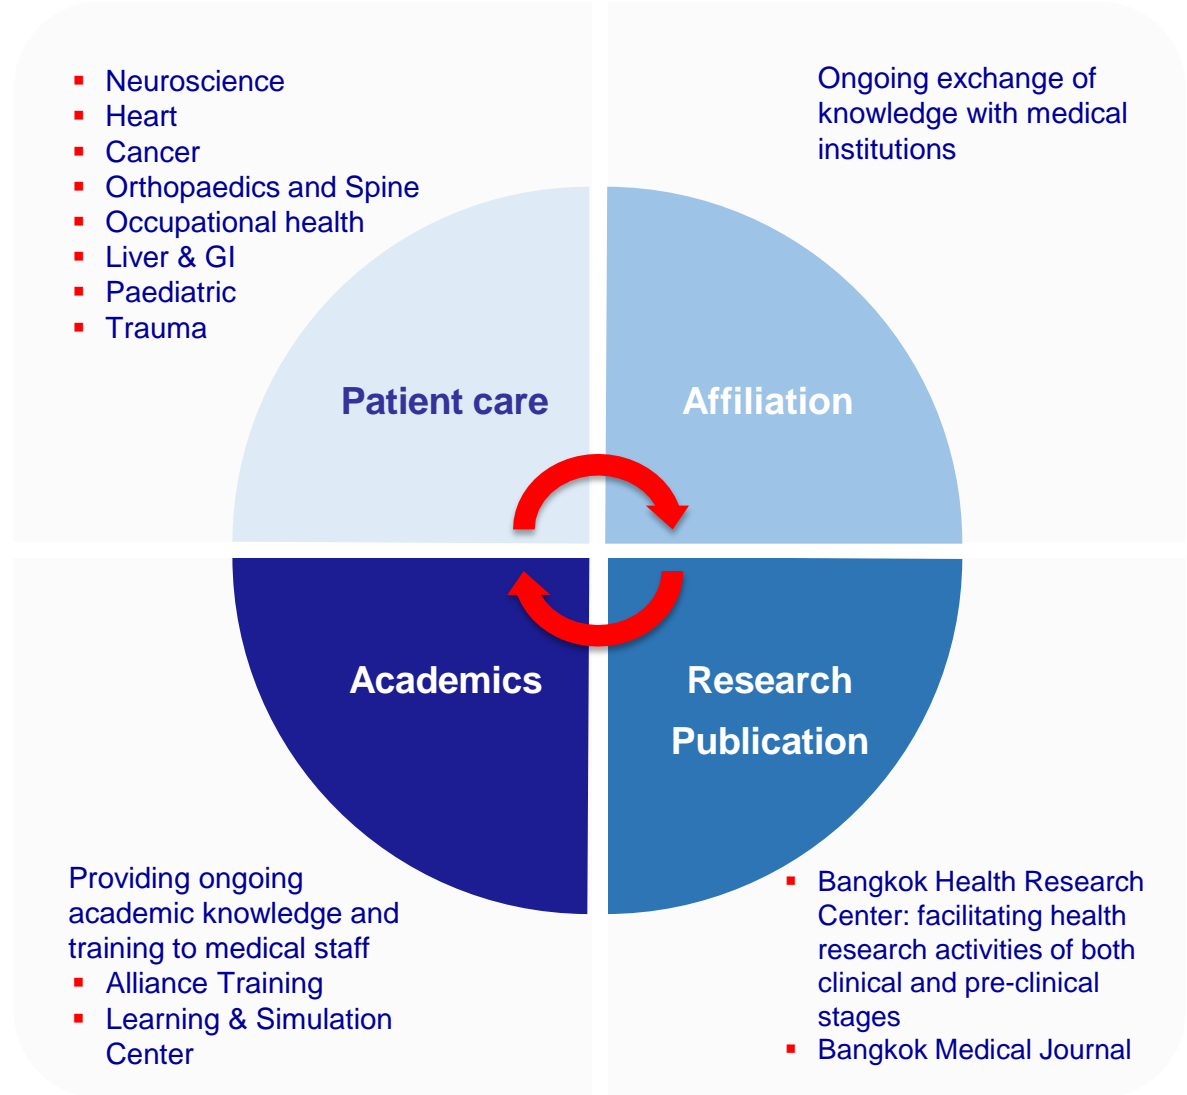 ▪ Neuroscience
▪ Heart
▪ Cancer
▪ Orthopaedics and Spine
▪ Occupational health
▪ Liver & GI
▪ Paediatric
▪ Trauma
Patient care
Ongoing exchange of
knowledge with medical
institutions
Affiliation
Academics
Providing ongoing
academic knowledge and
training to medical staff
▪ Alliance Training
▪ Learning & Simulation
Center
Research
Publication
▪ Bangkok Health Research
Center: facilitating health
research activities of both
clinical and pre-clinical
stages
▪ Bangkok Medical Journal